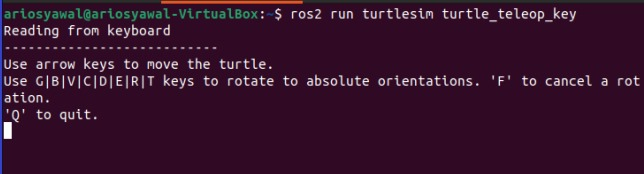 ariosyawal@ariosyawal-VirtualBox:~$ ros2 run turtlesim turtle_teleop_key
Reading from keyboard
---------------------------
Use arrow keys to move the turtle.
Use G|B|V|C|D|E|R|T keys to rotate to absolute orientations. 'F' to cancel a rot
ation.
'Q' to quit.